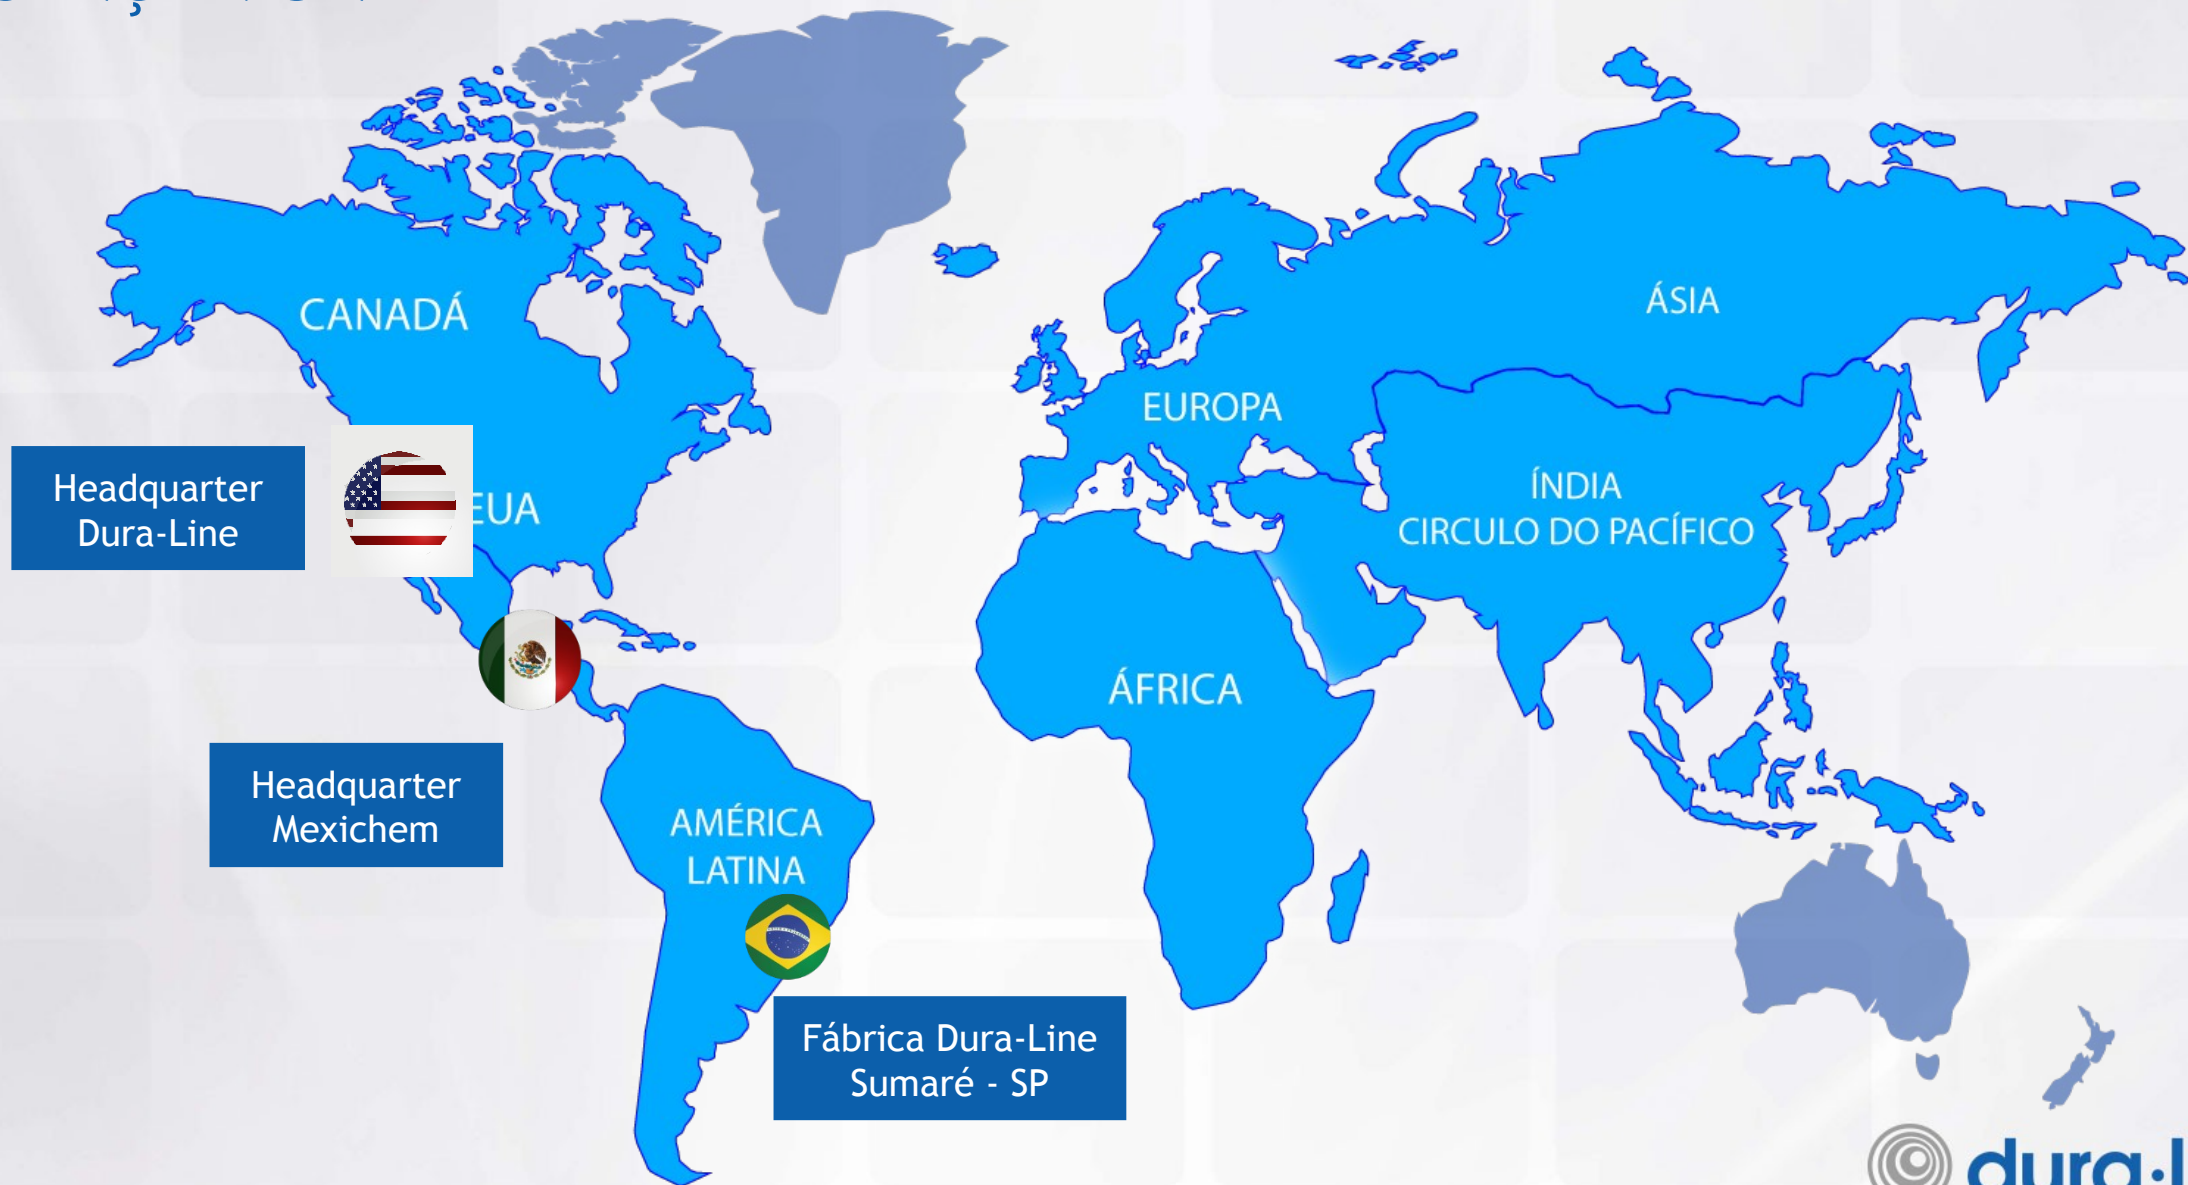 CANADÁ
ÁSIA
EUROPA
Headquarter
Dura-Line
EUA
ÍNDIA
CIRCULO DO PACÍFICO
ÁFRICA
Headquarter
Mexichem
AMÉRICA
LATINA
Fábrica Dura-Line
Sumaré - SP